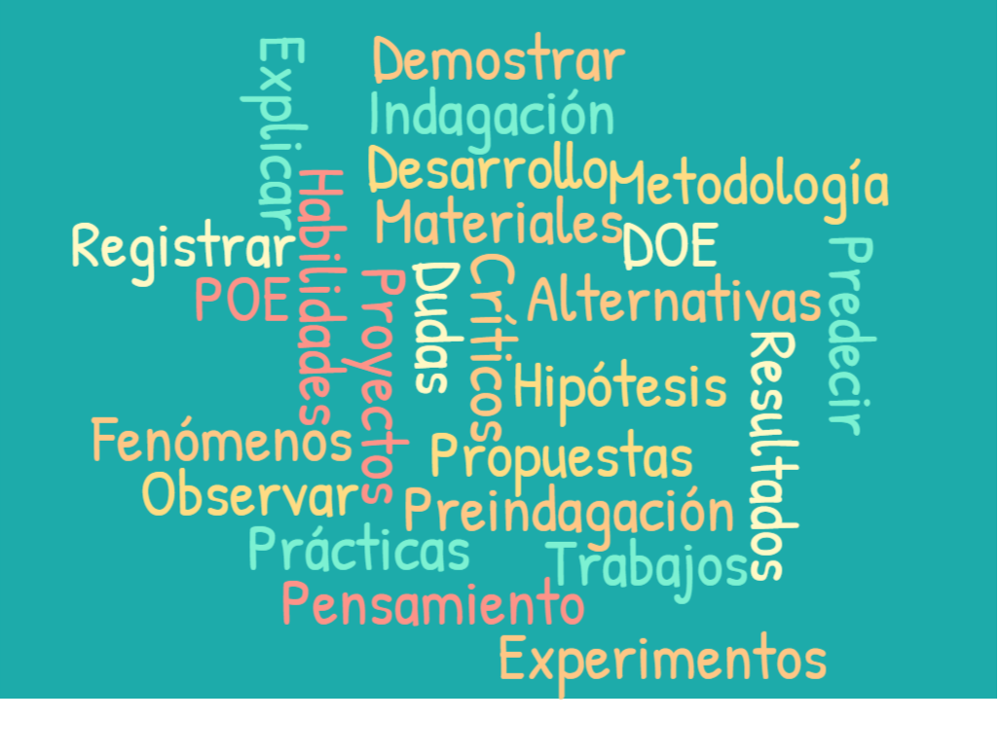 Explicar
Demostrar
Indagación
Desarrollo
Metodología
Habilidades
Materiales
Registrar
DOE
Predecir
POE
Proyectos
Dudas
Críticos
Alternativas
Resultados
Hipótesis
Fenómenos
Propuestas
Observar
Preindagación
Prácticas
Trabajos
Pensamiento
Experimentos